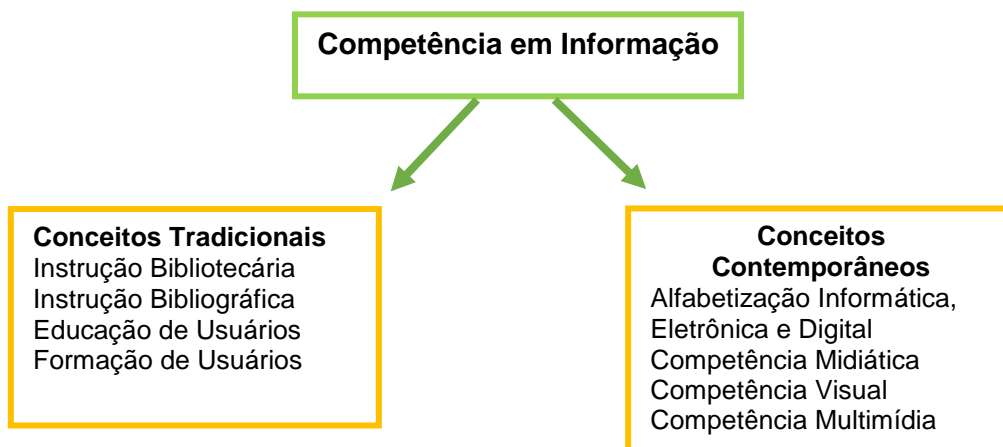 Competência em Informação
Conceitos Tradicionais
Instrução Bibliotecária
Instrução Bibliográfica
Educação de Usuários
Formação de Usuários
Conceitos
Contemporâneos
Alfabetização Informática,
Eletrônica e Digital
Competência Midiática
Competência Visual
Competência Multimídia